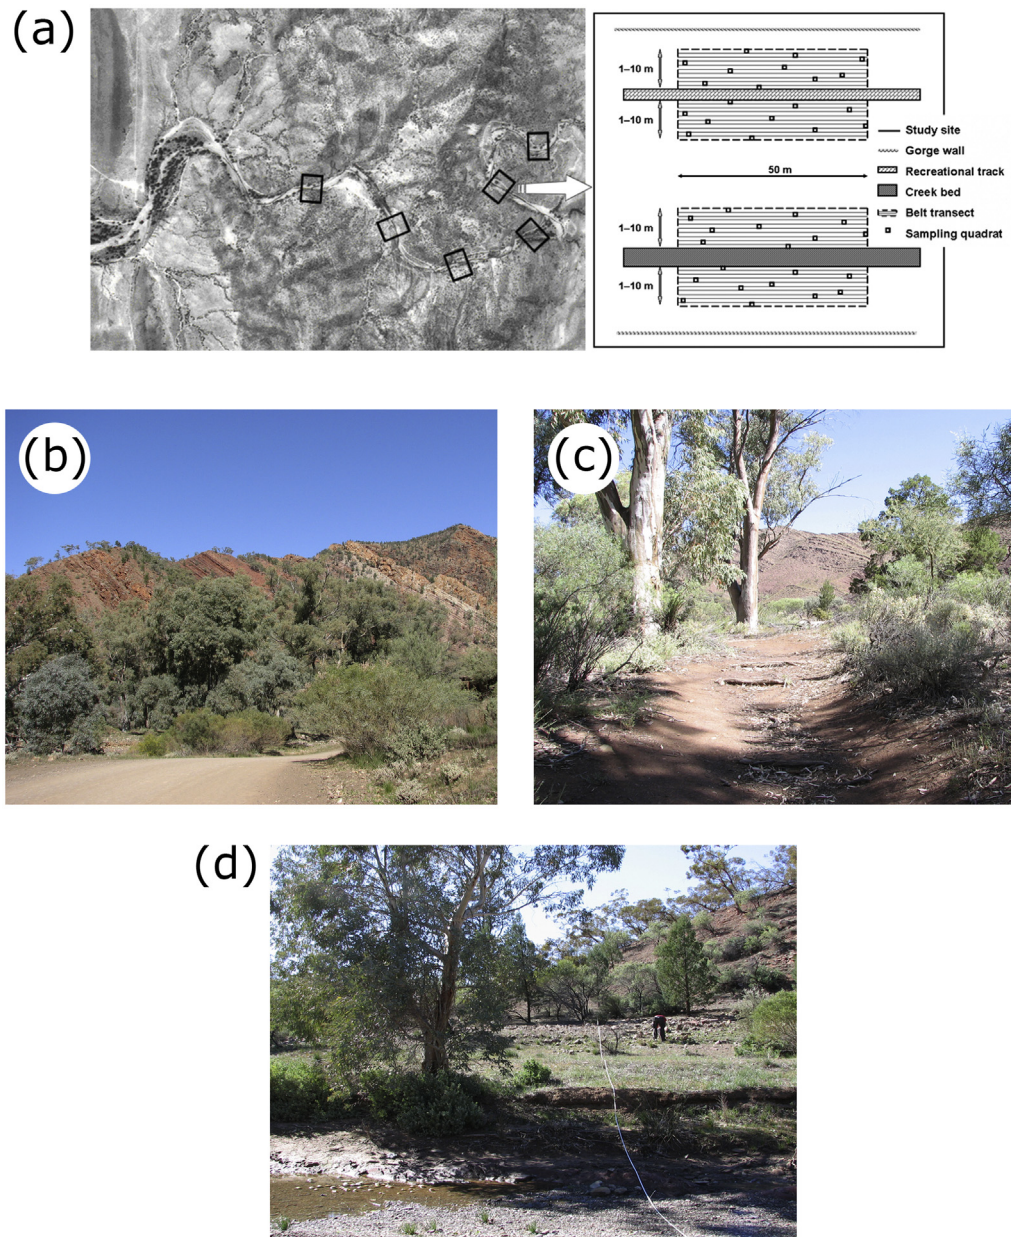 (a)
1–10 m
1–10 m
50 m
1–10 m
1–10 m
Study site
Gorge wall
Recreational track
Creek bed
Belt transect
Sampling quadrat
(b)
(c)
(d)